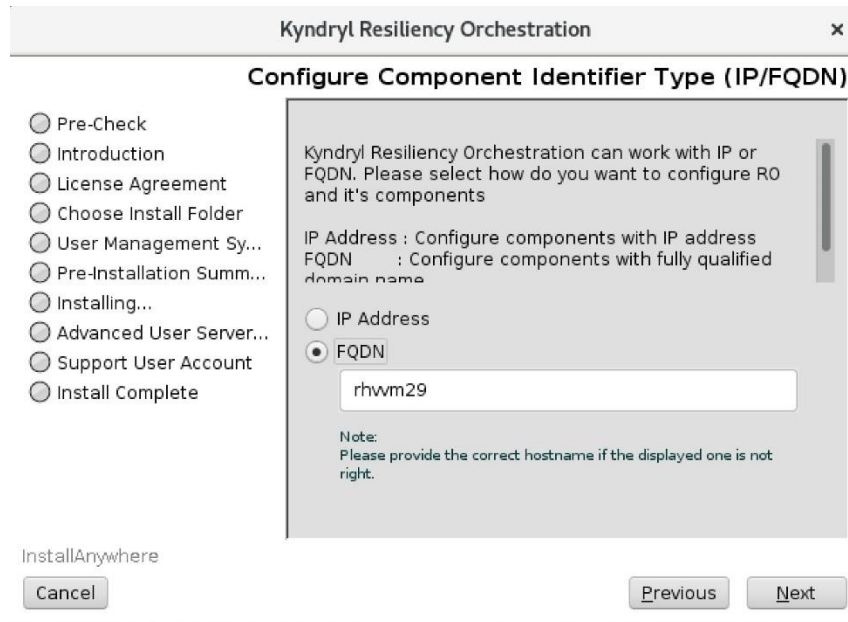 Kyndryl Resiliency Orchestration
×
Configure Component Identifier Type (IP/FQDN)
Pre-Check
Introduction
License Agreement
Choose Install Folder
User Management Sy...
Pre-Installation Summ...
Installing...
Advanced User Server...
Support User Account
Install Complete
Kyndryl Resiliency Orchestration can work with IP or
FQDN. Please select how do you want to configure RO
and it's components
IP Address : Configure components with IP address
FQDN : Configure components with fully qualified
domain name
IP Address
FQDN
rhvvm29
Note:
Please provide the correct hostname if the displayed one is not
right.
InstallAnywhere
Cancel
Previous
Next